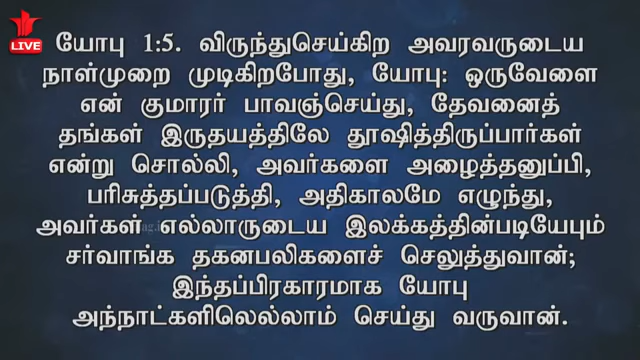 LIVE
யோபு 1:5. விருந்துசெய்கிற அவரவருடைய
நாள்முறை முடிகிறபோது, யோபு: ஒருவேளை
என் குமாரர் பாவஞ்செய்து, தேவனைத்
தங்கள் இருதயத்திலே தூஷித்திருப்பார்கள்
என்று சொல்லி, அவர்களை அழைத்தனுப்பி,
பரிசுத்தப்படுத்தி, அதிகாலமே எழுந்து,
அவர்கள் எல்லாருடைய இலக்கத்தின்படியேயும்
சர்வாங்க தகனபலிகளைச் செலுத்துவான்;
இந்தப்பிரகாரமாக யோபு
அந்நாட்களிலெல்லாம் செய்து வருவான்.